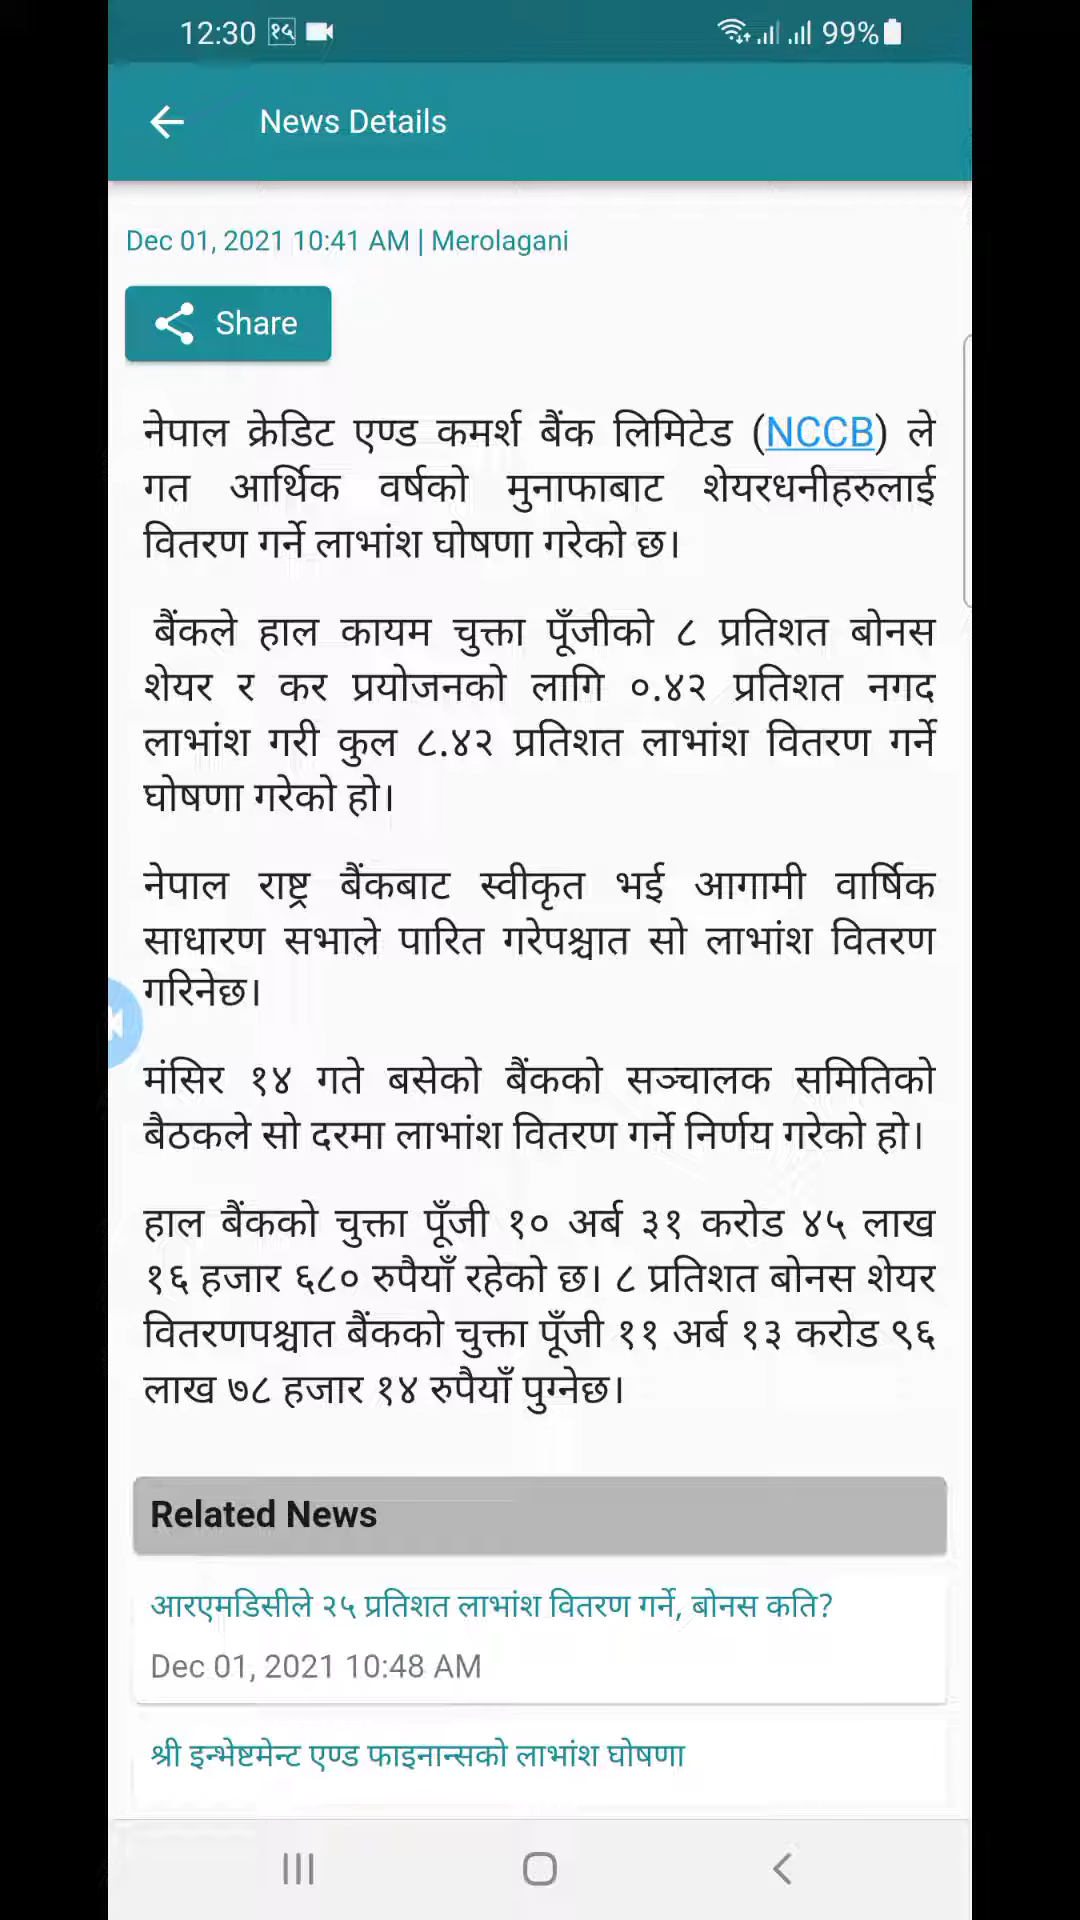 12:30 १५ 99%
News Details
Dec 01, 2021 10:41 AM | Merolagani
Share
नेपाल क्रेडिट एण्ड कमर्श बैंक लिमिटेड (NCCB) ले
गत आर्थिक वर्षको मुनाफाबाट शेयरधनीहरुलाई
वितरण गर्ने लाभांश घोषणा गरेको छ।
बैंकले हाल कायम चुक्ता पूँजीको ८ प्रतिशत बोनस
शेयर र कर प्रयोजनको लागि ०.४२ प्रतिशत नगद
लाभांश गरी कुल ८.४२ प्रतिशत लाभांश वितरण गर्ने
घोषणा गरेको हो।
नेपाल राष्ट्र बैंकबाट स्वीकृत भई आगामी वार्षिक
साधारण सभाले पारित गरेपश्चात सो लाभांश वितरण
गरिनेछ।
मंसिर १४ गते बसेको बैंकको सञ्चालक समितिको
बैठकले सो दरमा लाभांश वितरण गर्ने निर्णय गरेको हो।
हाल बैंकको चुक्ता पूँजी १० अर्ब ३१ करोड ४५ लाख
१६ हजार ६८० रुपैयाँ रहेको छ। ८ प्रतिशत बोनस शेयर
वितरणपश्चात बैंकको चुक्ता पूँजी ११ अर्ब १३ करोड ९६
लाख ७८ हजार १४ रुपैयाँ पुग्नेछ।
Related News
आरएमडिसीले २५ प्रतिशत लाभांश वितरण गर्ने, बोनस कति?
Dec 01, 2021 10:48 AM
श्री इन्भेष्टमेन्ट एण्ड फाइनान्सको लाभांश घोषणा